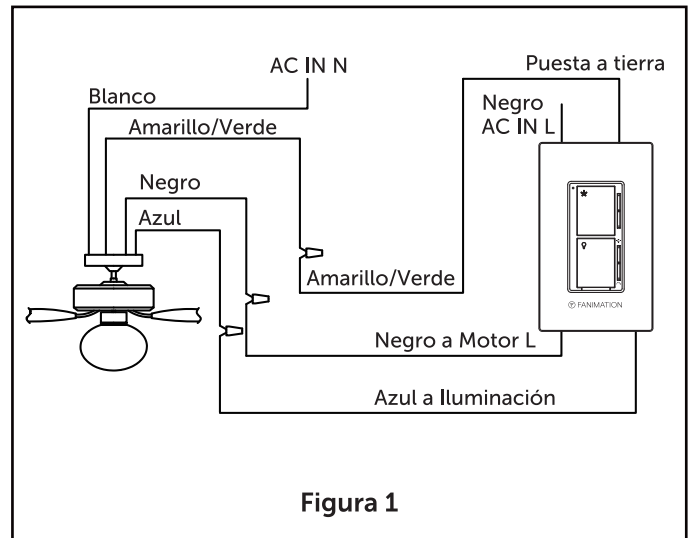 AC IN N
Puesta a tierra
Blanco
Negro
AC IN L
Amarillo/Verde
Negro
Azul
Amarillo/Verde
FANIMATION
Negro a Motor L
Azul a Iluminación
Figura 1